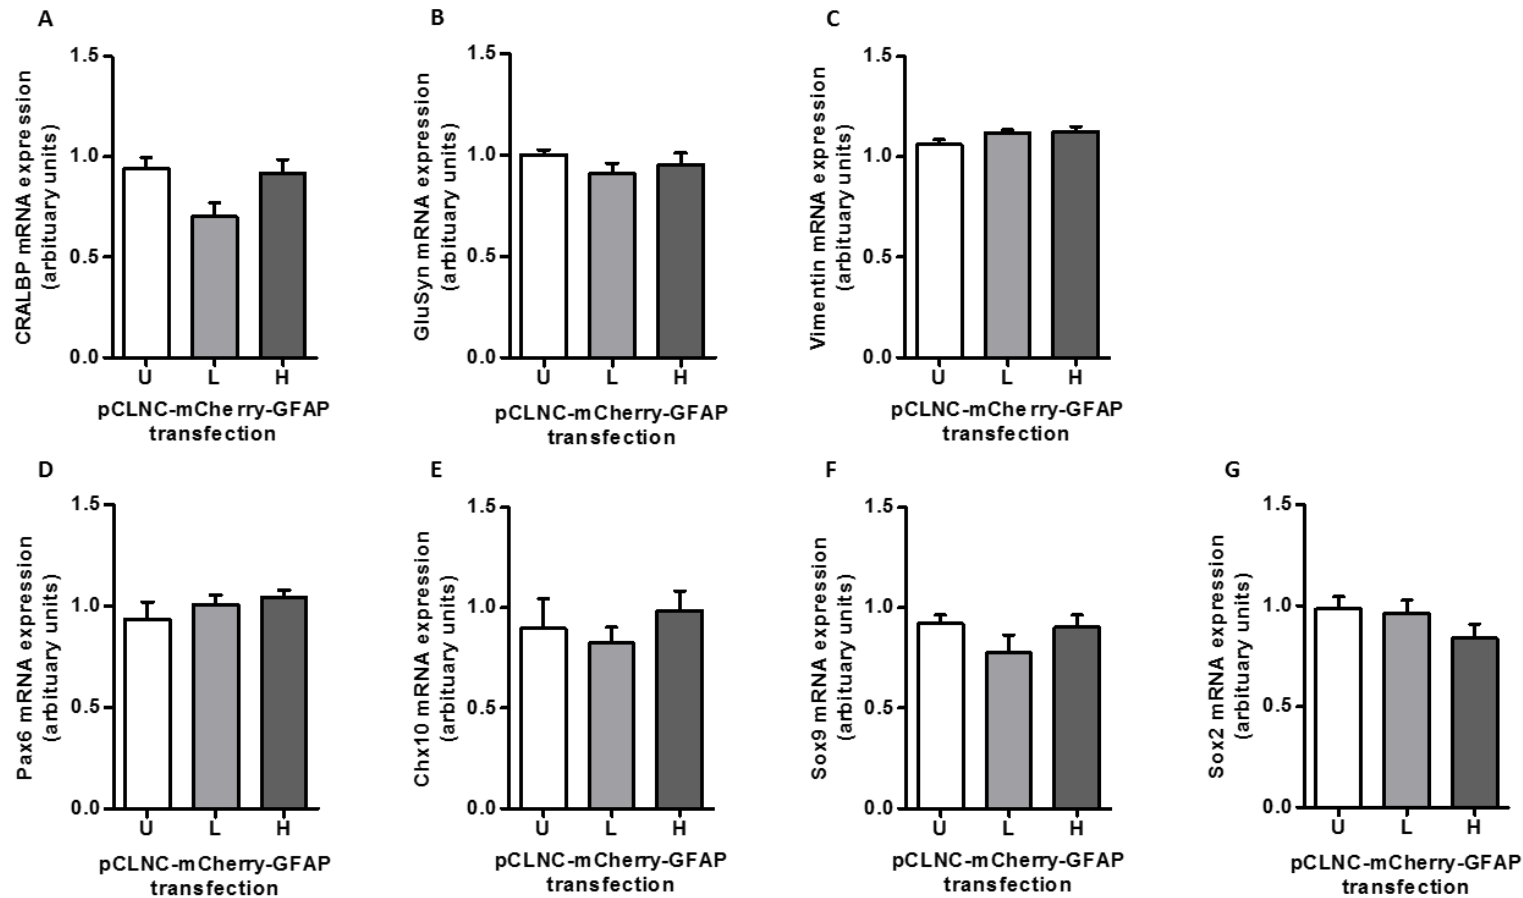 A
CRALBP mRNA expression
(arbituary units)
1.5
1.0
0.5
0.0
U L H
pCLNC-mCherry-GFAP
transfection
B
GluSyn mRNA expression
(arbituary units)
1.5
1.0
0.5
0.0
U L H
pCLNC-mCherry-GFAP
transfection
C
Vimentin mRNA expression
(arbituary units)
1.5
1.0
0.5
0.0
U L H
pCLNC-mCherry-GFAP
transfection
D
Pax6 mRNA expression
(arbituary units)
1.5
1.0
0.5
0.0
U L H
pCLNC-mCherry-GFAP
transfection
E
Chx10 mRNA expression
(arbituary units)
1.5
1.0
0.5
0.0
U L H
pCLNC-mCherry-GFAP
transfection
F
Sox9 mRNA expression
(arbituary units)
1.5
1.0
0.5
0.0
U L H
pCLNC-mCherry-GFAP
transfection
G
Sox2 mRNA expression
(arbituary units)
1.5
1.0
0.5
0.0
U L H
pCLNC-mCherry-GFAP
transfection